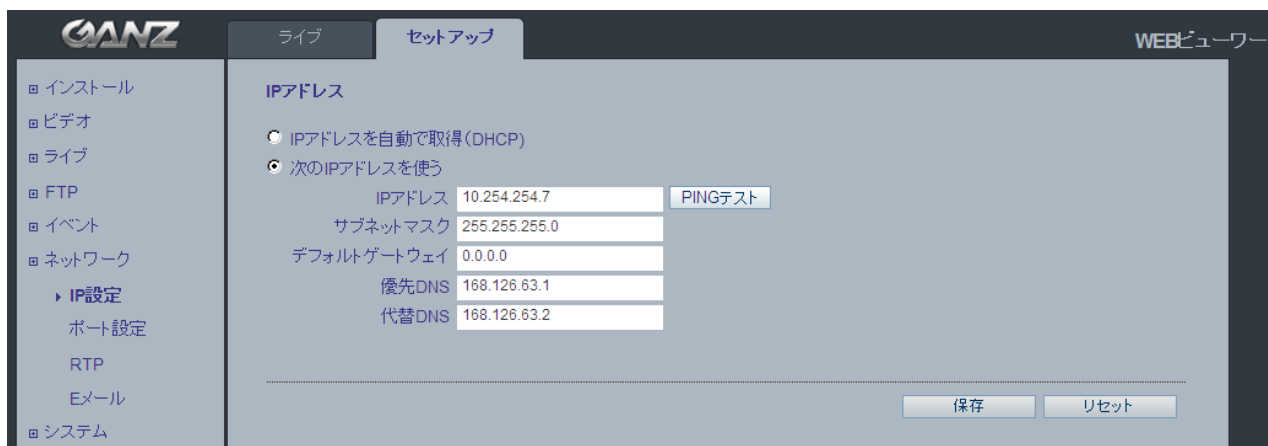 GANZ
ライブ
セットアップ
WEBビューワー
インストール
ビデオ
ライブ
FTP
イベント
ネットワーク
IP設定
ポート設定
RTP
Eメール
システム
IPアドレス
IPアドレスを自動で取得(DHCP)
次のIPアドレスを使う
IPアドレス 10.254.254.7 PINGテスト
サブネットマスク 255.255.255.0
デフォルトゲートウェイ 0.0.0.0
優先DNS 168.126.63.1
代替DNS 168.126.63.2
保存 リセット